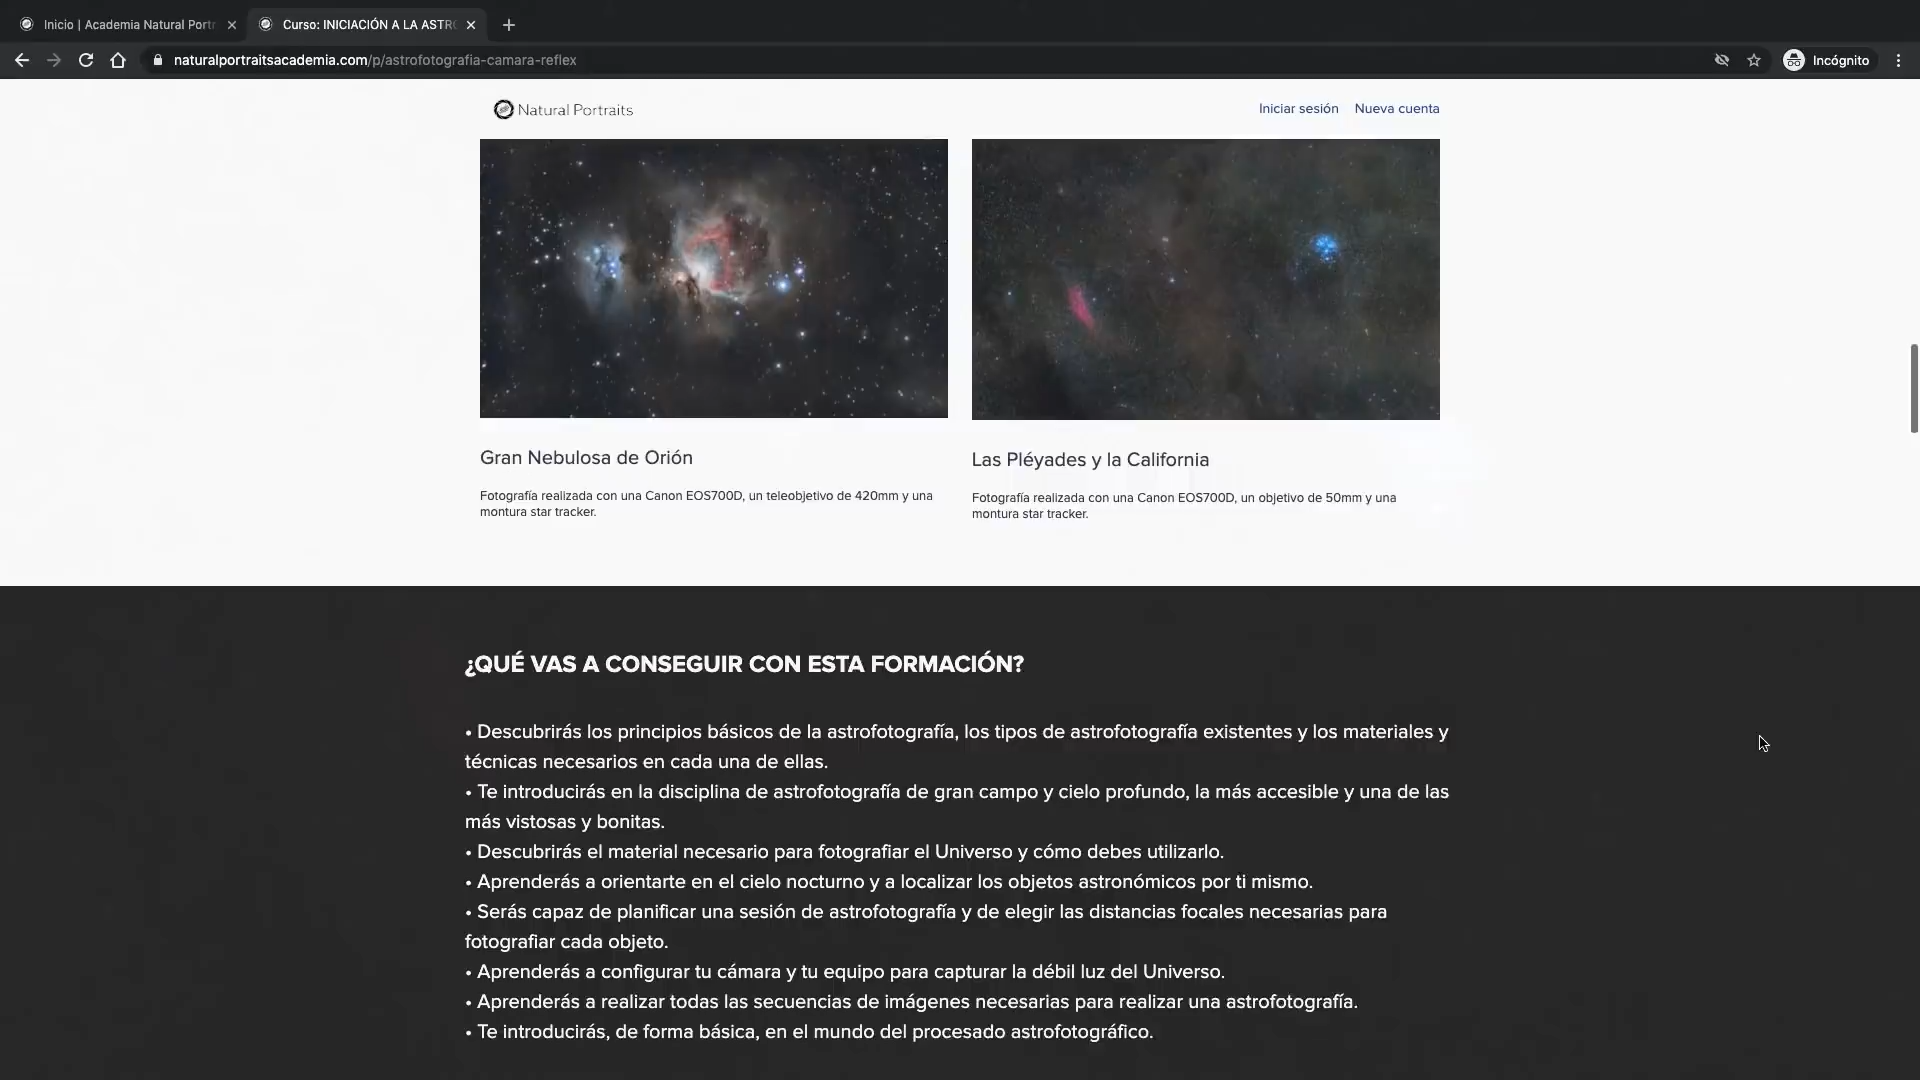 Inicio | Academia Natural Portr
Curso: INICIACIÓN A LA ASTRO
naturalportraitsacademia.com/p/astrofotografia-camara-reflex
Incógnito
Natural Portraits
Iniciar sesión
Nueva cuenta
Gran Nebulosa de Orión
Fotografía realizada con una Canon EOS700D, un teleobjetivo de 420mm y una
montura star tracker.
Las Pléyades y la California
Fotografía realizada con una Canon EOS700D, un objetivo de 50mm y una
montura star tracker.
¿QUÉ VAS A CONSEGUIR CON ESTA FORMACIÓN?
• Descubrirás los principios básicos de la astrofotografía, los tipos de astrofotografía existentes y los materiales y
técnicas necesarios en cada una de ellas.
• Te introducirás en la disciplina de astrofotografía de gran campo y cielo profundo, la más accesible y una de las
más vistosas y bonitas.
• Descubrirás el material necesario para fotografiar el Universo y cómo debes utilizarlo.
• Aprenderás a orientarte en el cielo nocturno y a localizar los objetos astronómicos por ti mismo.
• Serás capaz de planificar una sesión de astrofotografía y de elegir las distancias focales necesarias para
fotografiar cada objeto.
• Aprenderás a configurar tu cámara y tu equipo para capturar la débil luz del Universo.
• Aprenderás a realizar todas las secuencias de imágenes necesarias para realizar una astrofotografía.
• Te introducirás, de forma básica, en el mundo del procesado astrofotográfico.